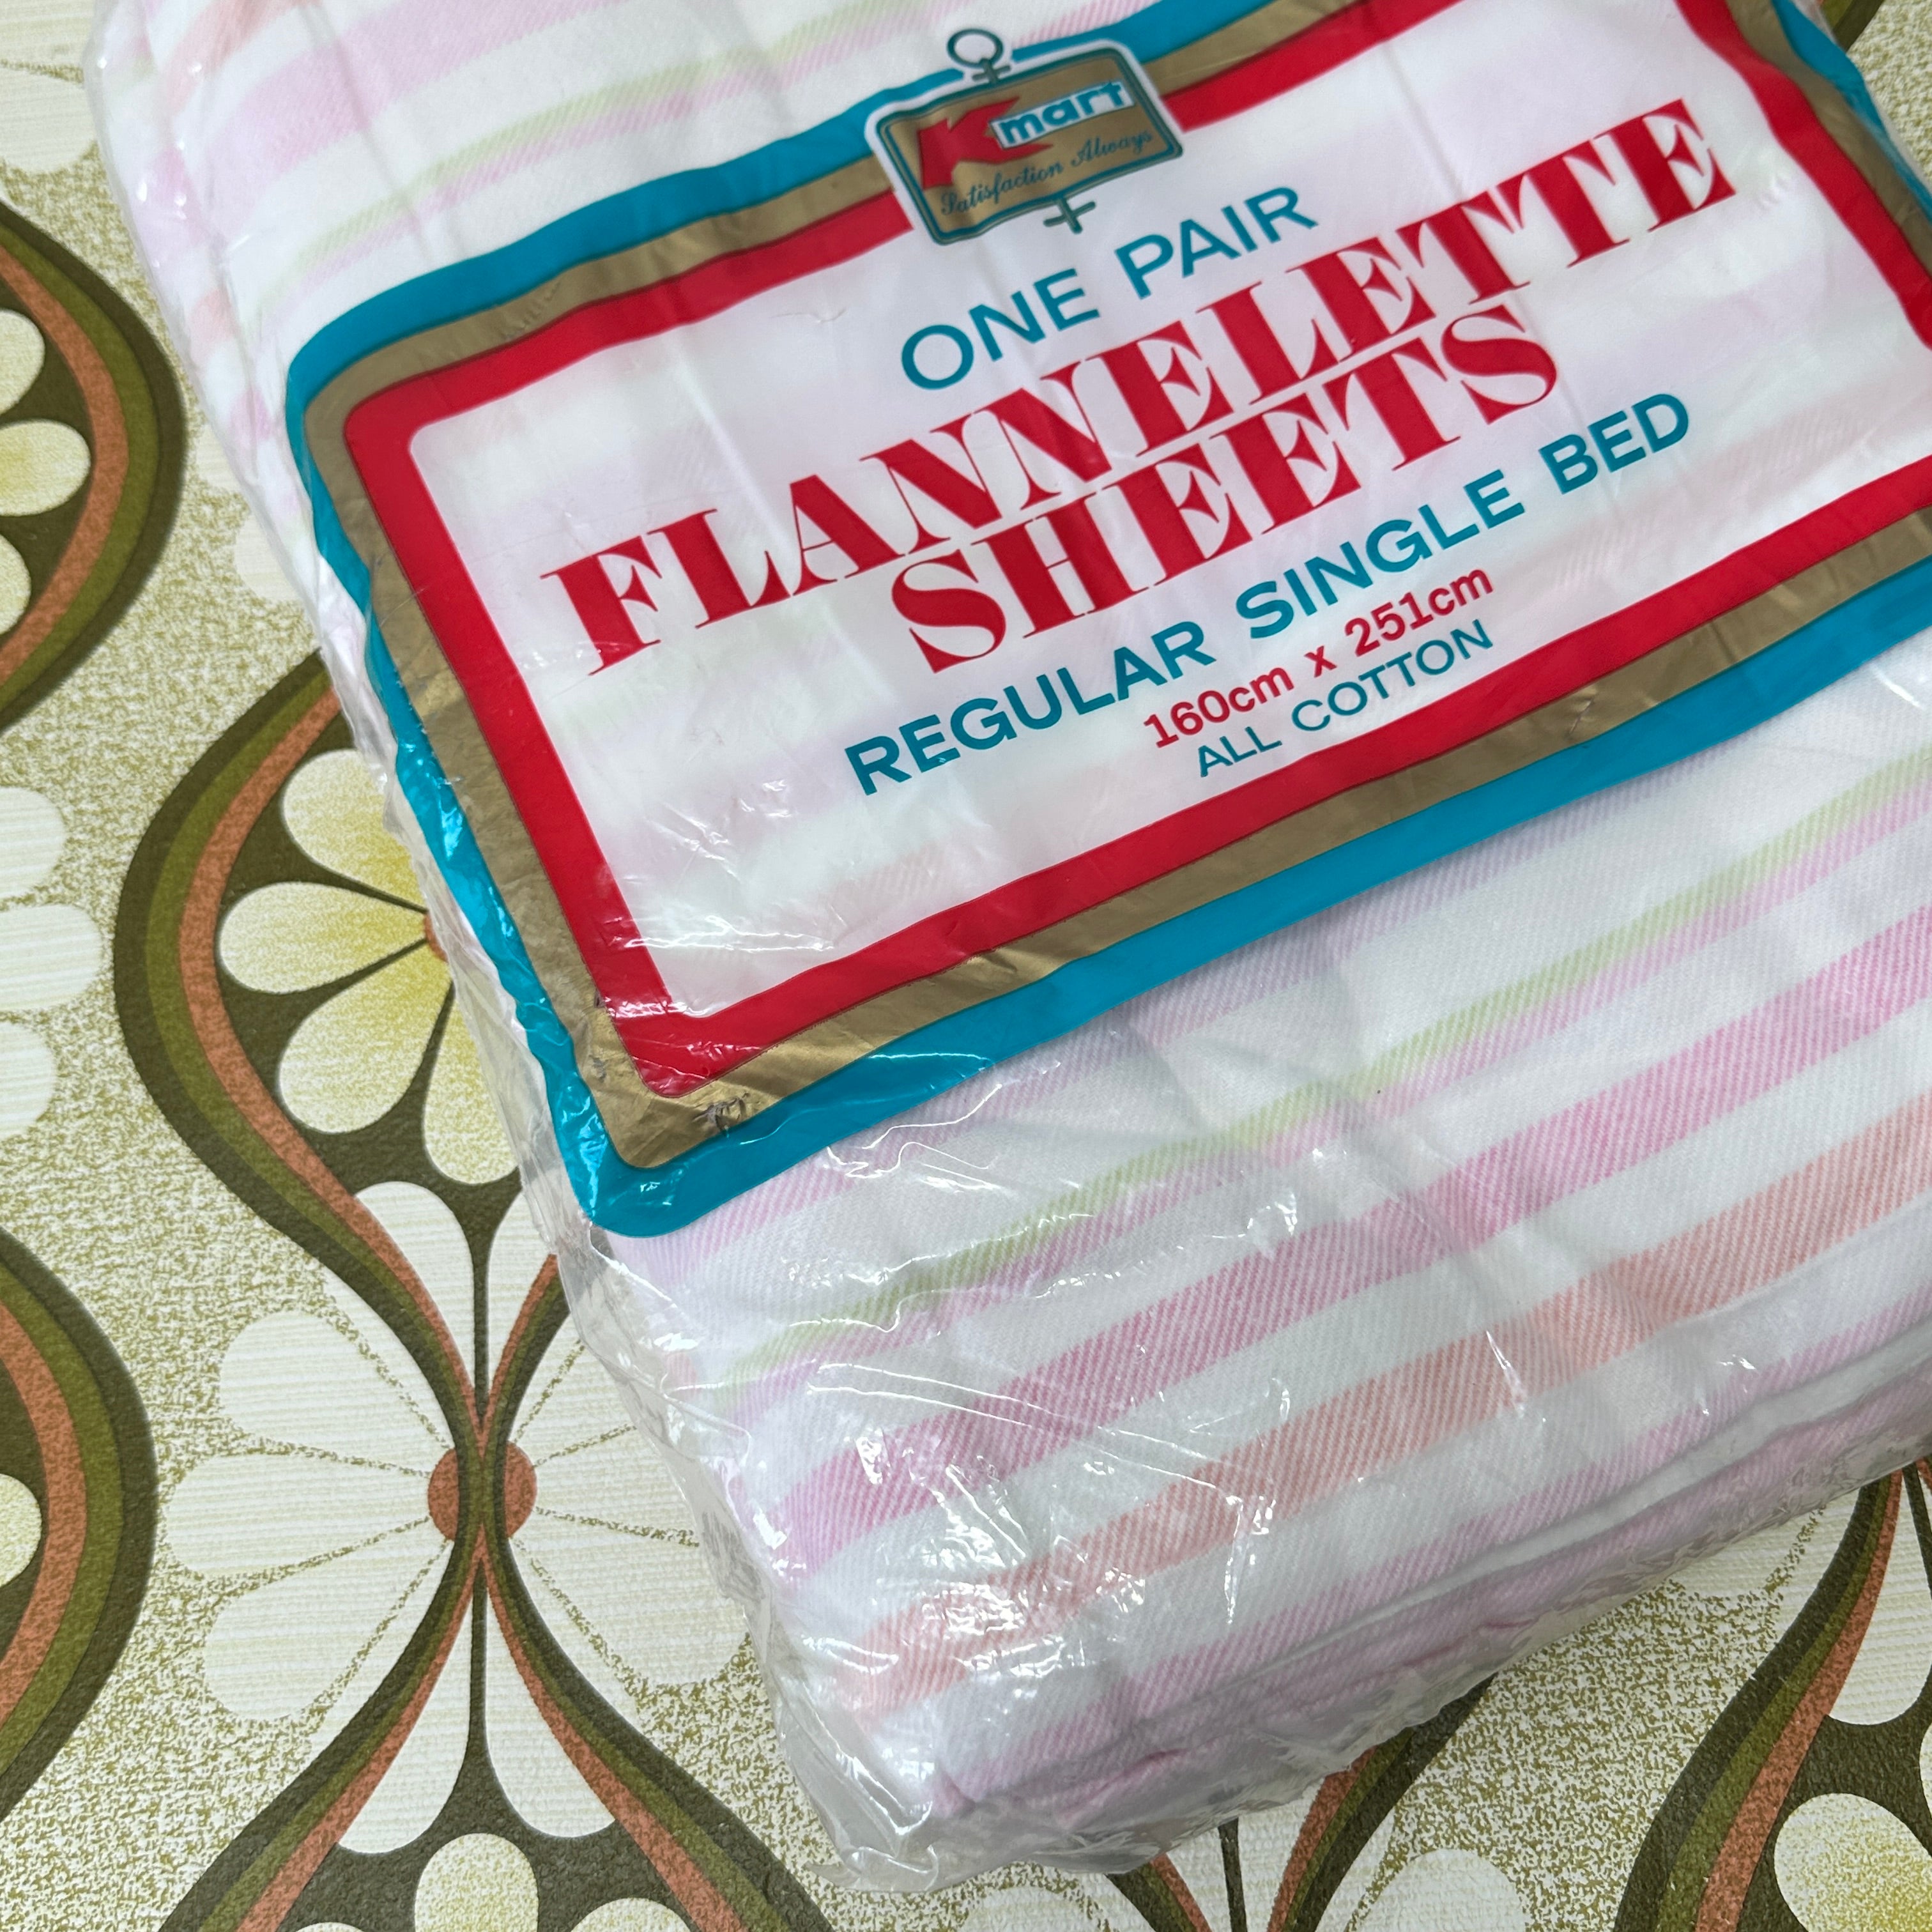 Kmart
Satisfaction Always
ONE PAIR
FLANNELETTE
SHEETS
REGULAR SINGLE BED
160cm x 251cm
ALL COTTON